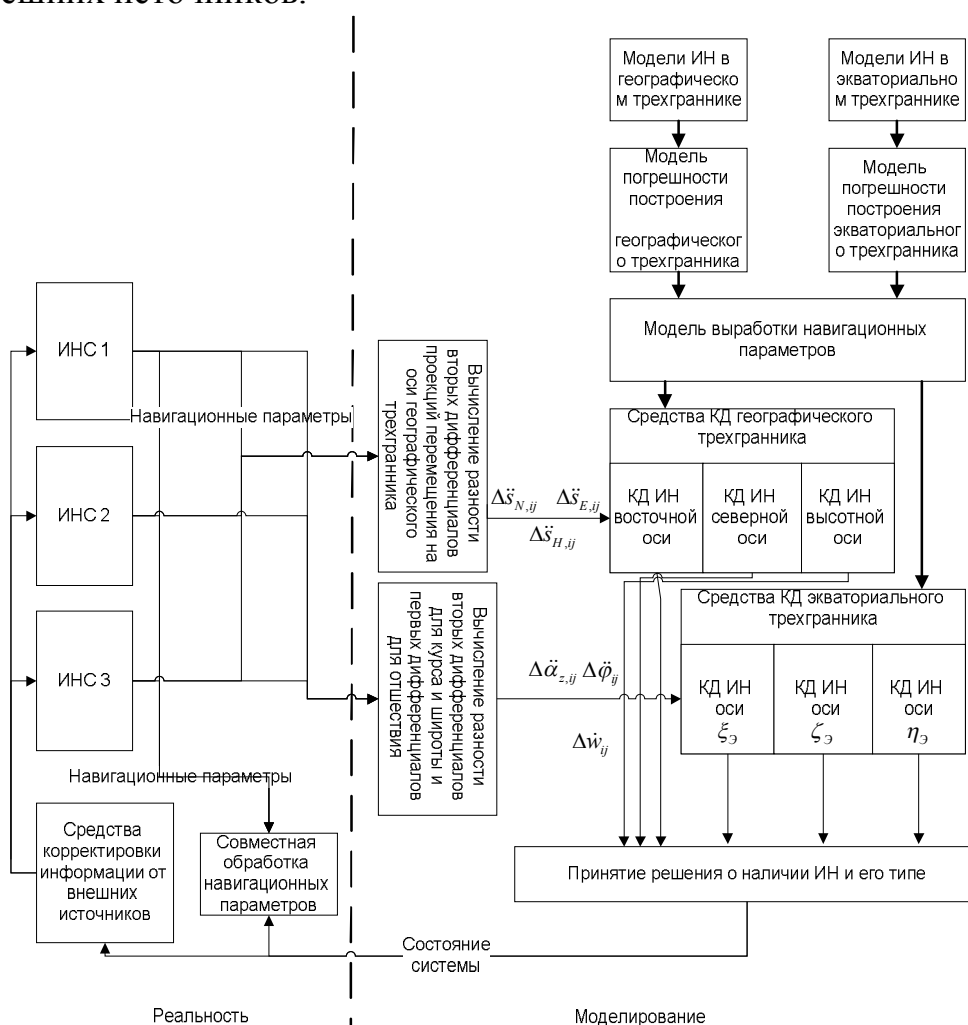 ешних источников.
Модели ИН в
географическо
м трехграннике
Модели ИН в
экваториально
м трехграннике
Модель
погрешности
построения
географическог
о трехгранника
Модель
погрешности
построения
экваториальног
о трехгранника
Модель выработки навигационных
параметров
ИНС 1
ИНС 2
ИНС 3
Навигационные параметры
Вычисление разности
вторых дифференциалов
проекций перемещения на
оси географического
трехгранника
Δs̈_{N,ij} Δs̈_{E,ij}
Δs̈_{H,ij}
Средства КД географического
трехгранника
КД ИН
восточной
оси
КД ИН
северной
оси
КД ИН
высотной
оси
Вычисление разности
вторых дифференциалов
для курса и широты и
первых дифференциалов
для отшествия
Δα̈_{z,ij} Δφ̈_{ij}
Δẇ_{ij}
Средства КД экваториального
трехгранника
КД ИН
оси
ξ_Э
КД ИН
оси
ζ_Э
КД ИН
оси
η_Э
Навигационные параметры
Средства
корректировки
информации от
внешних
источников
Совместная
обработка
навигационных
параметров
Принятие решения о наличии ИН и его типе
Состояние
системы
Реальность
Моделирование